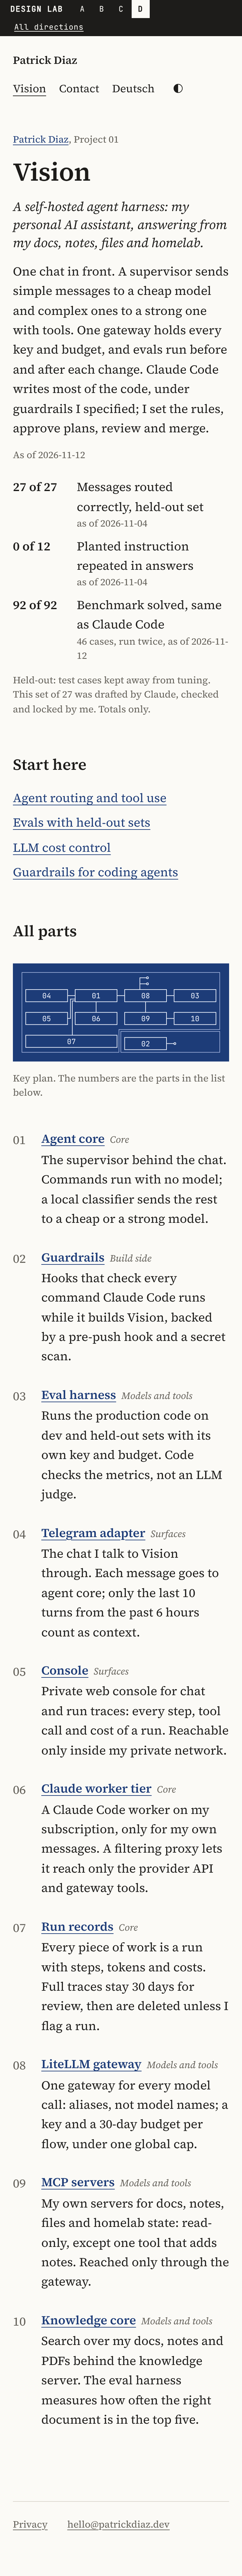 DESIGN LAB A B C D
All directions
Patrick Diaz
Vision Contact Deutsch
Patrick Diaz, Project 01
Vision
A self-hosted agent harness: my
personal AI assistant, answering from
my docs, notes, files and homelab.
One chat in front. A supervisor sends
simple messages to a cheap model
and complex ones to a strong one
with tools. One gateway holds every
key and budget, and evals run before
and after each change. Claude Code
writes most of the code, under
guardrails I specified; I set the rules,
approve plans, review and merge.
As of 2026-11-12
27 of 27 Messages routed
correctly, held-out set
as of 2026-11-04
0 of 12 Planted instruction
repeated in answers
as of 2026-11-04
92 of 92 Benchmark solved, same
as Claude Code
46 cases, run twice, as of 2026-11-
12
Held-out: test cases kept away from tuning.
This set of 27 was drafted by Claude, checked
and locked by me. Totals only.
Start here
Agent routing and tool use
Evals with held-out sets
LLM cost control
Guardrails for coding agents
All parts
04 01 08 03
05 06 09 10
07 02
Key plan. The numbers are the parts in the list
below.
01 Agent core Core
The supervisor behind the chat.
Commands run with no model;
a local classifier sends the rest
to a cheap or a strong model.
02 Guardrails Build side
Hooks that check every
command Claude Code runs
while it builds Vision, backed
by a pre-push hook and a secret
scan.
03 Eval harness Models and tools
Runs the production code on
dev and held-out sets with its
own key and budget. Code
checks the metrics, not an LLM
judge.
04 Telegram adapter Surfaces
The chat I talk to Vision
through. Each message goes to
agent core; only the last 10
turns from the past 6 hours
count as context.
05 Console Surfaces
Private web console for chat
and run traces: every step, tool
call and cost of a run. Reachable
only inside my private network.
06 Claude worker tier Core
A Claude Code worker on my
subscription, only for my own
messages. A filtering proxy lets
it reach only the provider API
and gateway tools.
07 Run records Core
Every piece of work is a run
with steps, tokens and costs.
Full traces stay 30 days for
review, then are deleted unless I
flag a run.
08 LiteLLM gateway Models and tools
One gateway for every model
call: aliases, not model names; a
key and a 30-day budget per
flow, under one global cap.
09 MCP servers Models and tools
My own servers for docs, notes,
files and homelab state: read-
only, except one tool that adds
notes. Reached only through the
gateway.
10 Knowledge core Models and tools
Search over my docs, notes and
PDFs behind the knowledge
server. The eval harness
measures how often the right
document is in the top five.
Privacy hello@patrickdiaz.dev